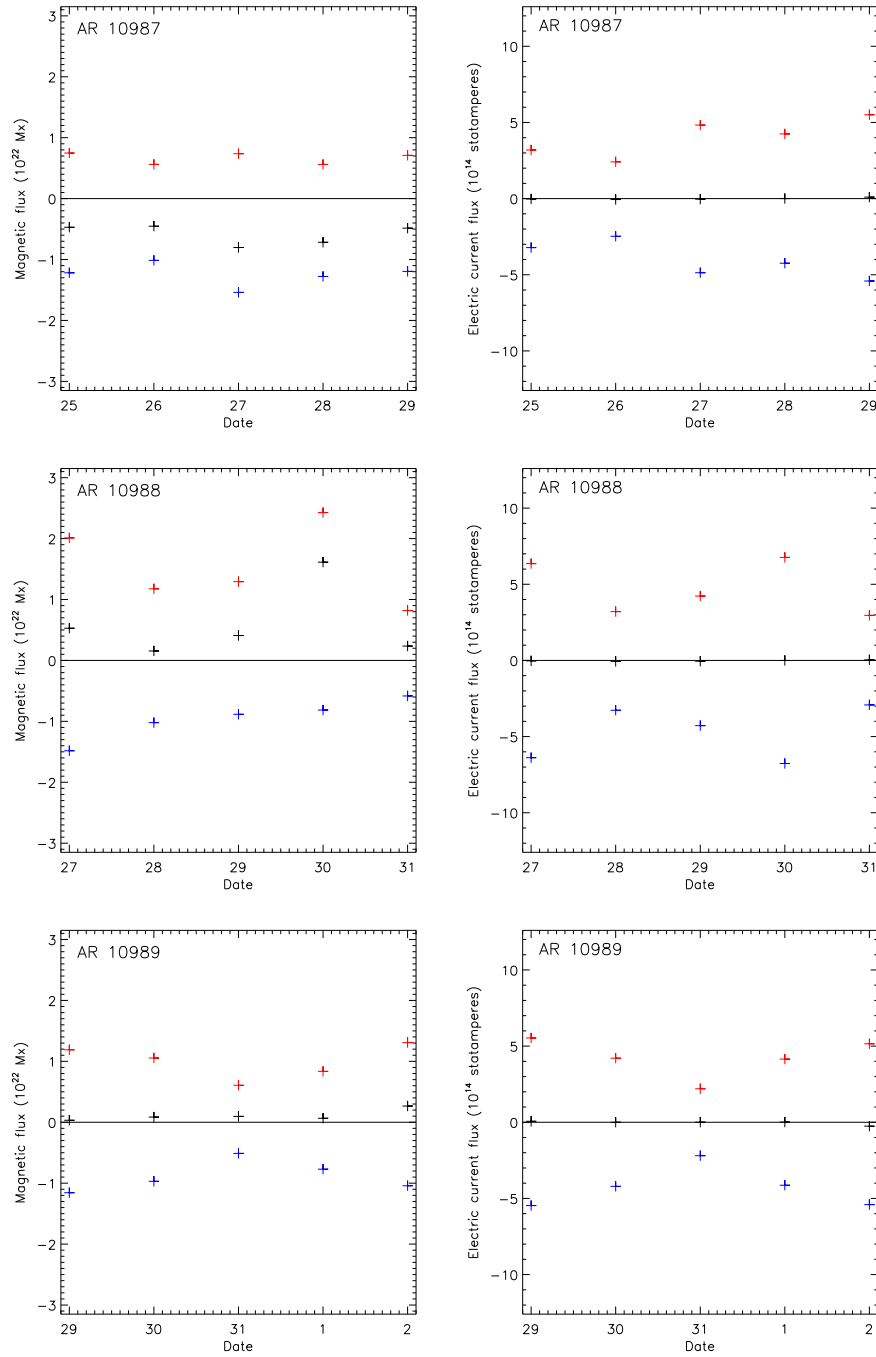 AR 10987
Magnetic flux (10²² Mx)
3
2
1
0
−1
−2
−3
25 26 27 28 29
Date
AR 10987
Electric current flux (10¹⁴ statamperes)
10
5
0
−5
−10
25 26 27 28 29
Date
AR 10988
Magnetic flux (10²² Mx)
3
2
1
0
−1
−2
−3
27 28 29 30 31
Date
AR 10988
Electric current flux (10¹⁴ statamperes)
10
5
0
−5
−10
27 28 29 30 31
Date
AR 10989
Magnetic flux (10²² Mx)
3
2
1
0
−1
−2
−3
29 30 31 1 2
Date
AR 10989
Electric current flux (10¹⁴ statamperes)
10
5
0
−5
−10
29 30 31 1 2
Date